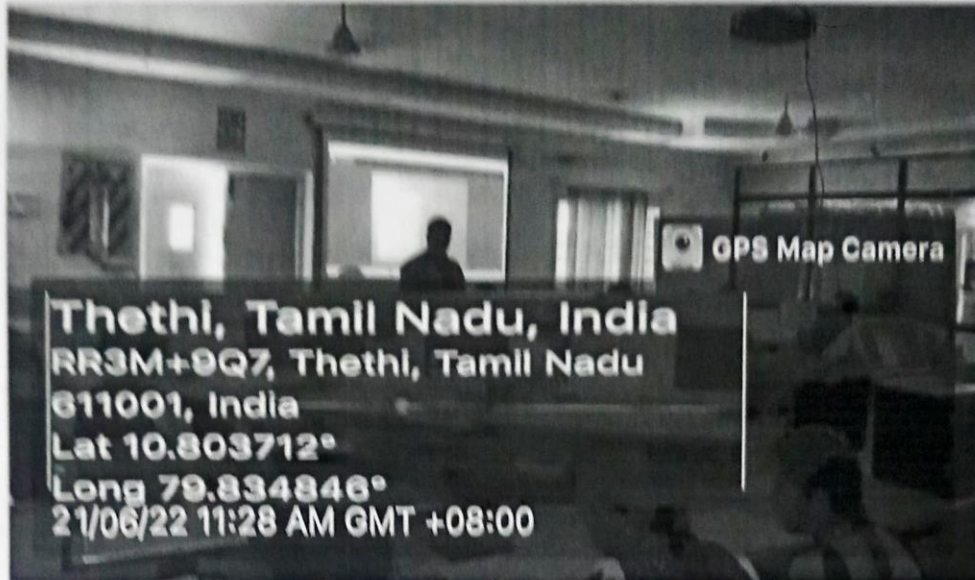 GPS Map Camera
Thethi, Tamil Nadu, India
RR3M+9Q7, Thethi, Tamil Nadu
611001, India
Lat 10.803712°
Long 79.834846°
21/06/22 11:28 AM GMT +08:00